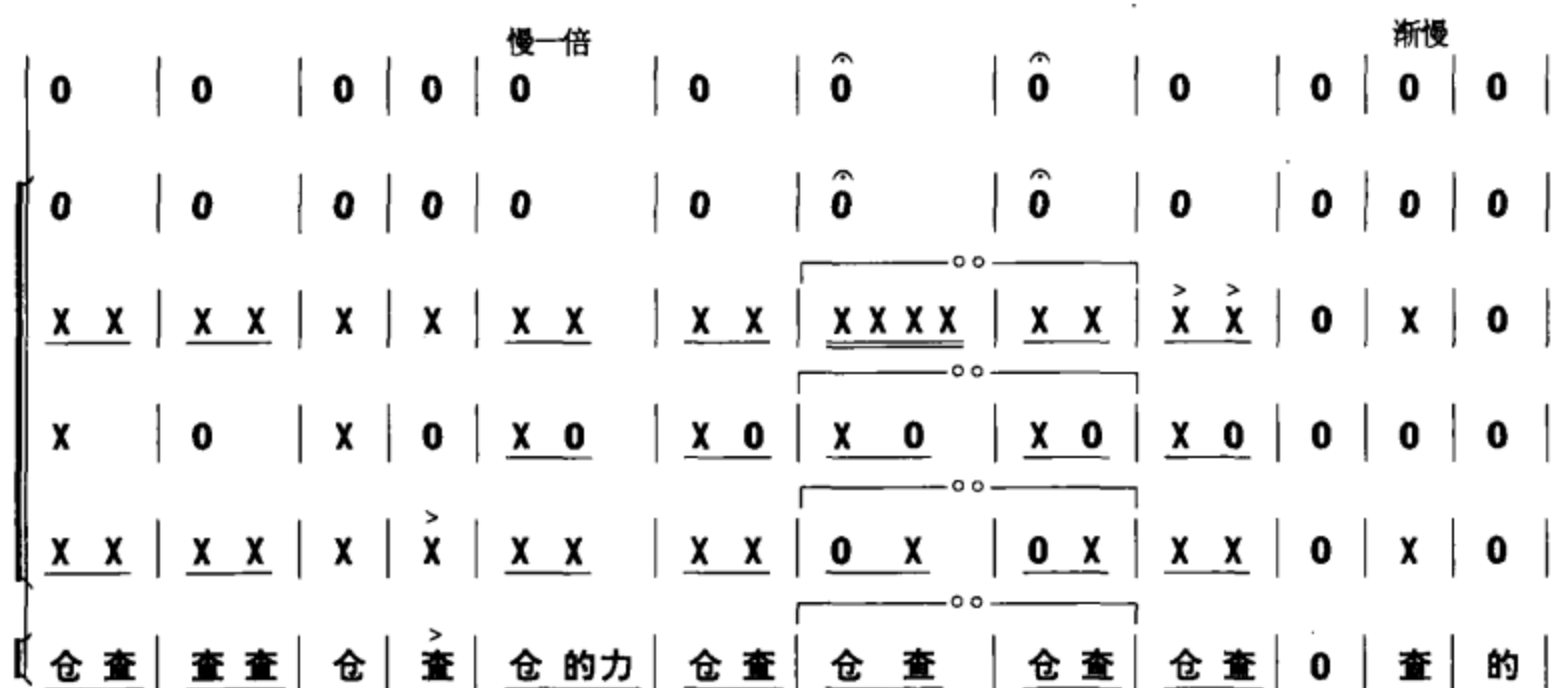 慢一倍 渐慢
0 | 0 | 0 | 0 | 0 | 0 | 0 | 0 | 0 | 0 | 0 | 0 |
0 | 0 | 0 | 0 | 0 | 0 | 0 | 0 | 0 | 0 | 0 | 0 |
X X | X X | X | X | X X | X X | X X X X | X X | X X | 0 | X | 0 |
X | 0 | X | 0 | X 0 | X 0 | X 0 | X 0 | X 0 | 0 | 0 | 0 |
X X | X X | X | X | X X | X X | 0 X | 0 X | X X | 0 | X | 0 |
仓 查 | 查 查 | 仓 | 查 | 仓 的力 | 仓 查 | 仓 查 | 仓 查 | 仓 查 | 0 | 查 | 的 |